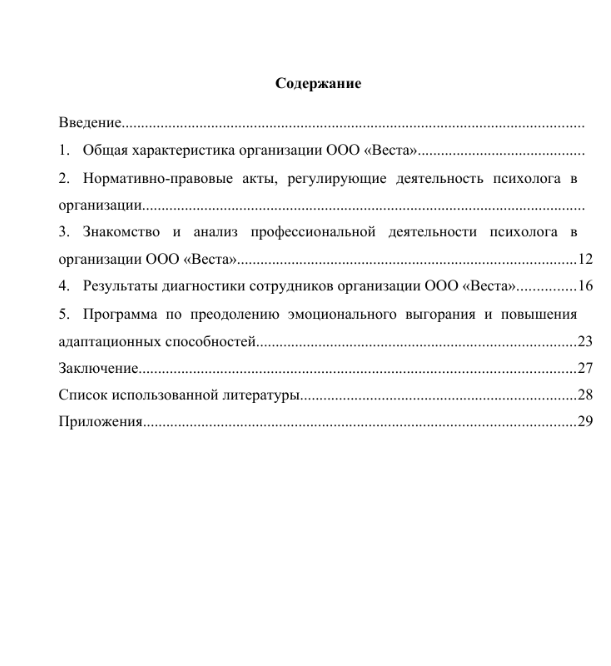 Содержание
Введение...........................................................................................................................
1. Общая характеристика организации ООО «Веста»...........................................
2. Нормативно-правовые акты, регулирующие деятельность психолога в
организации..................................................................................................................
3. Знакомство и анализ профессиональной деятельности психолога в
организации ООО «Веста»........................................................................................12
4. Результаты диагностики сотрудников организации ООО «Веста»...............16
5. Программа по преодолению эмоционального выгорания и повышения
адаптационных способностей...................................................................................23
Заключение.................................................................................................................27
Список использованной литературы.......................................................................28
Приложения................................................................................................................29